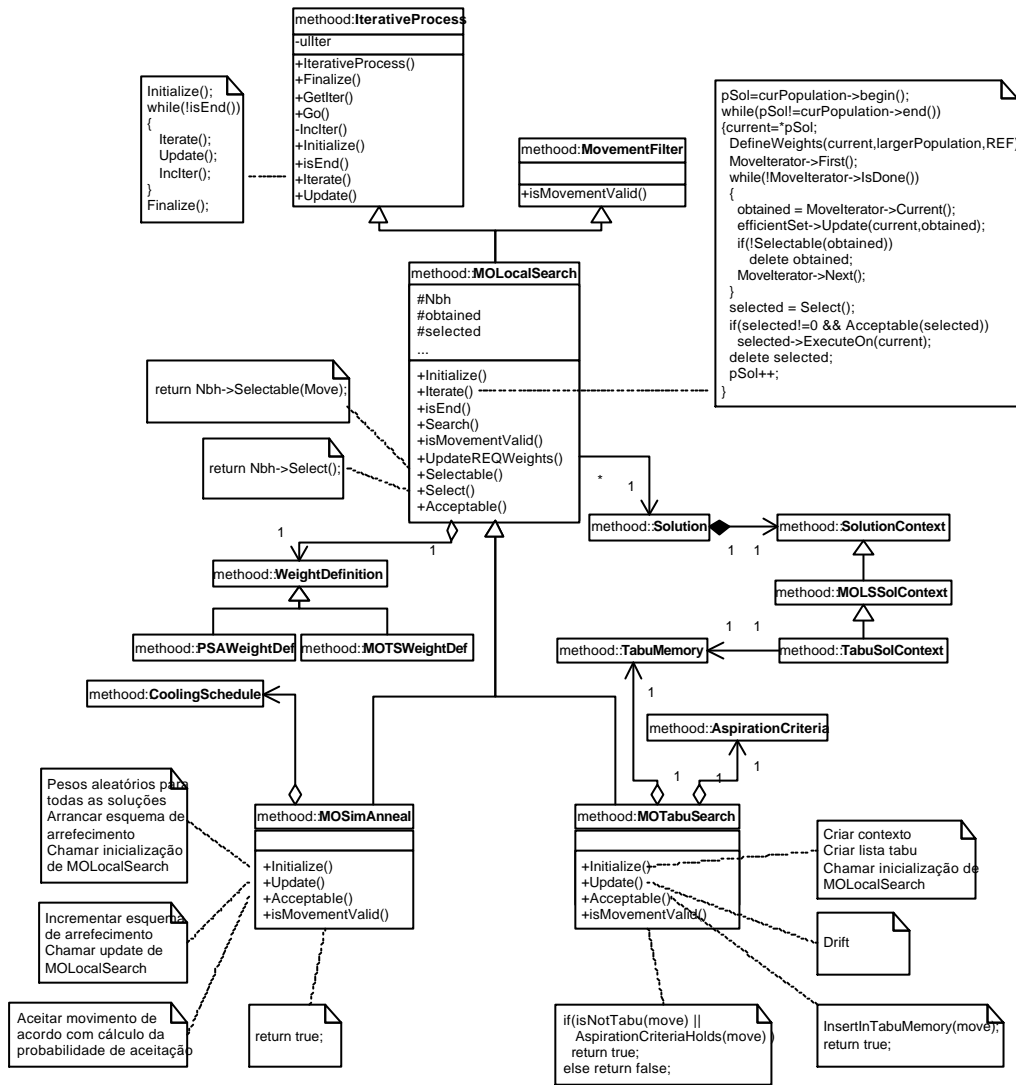 methood:IterativeProcess
-ulIter
+IterativeProcess()
+Finalize()
+GetIter()
+Go()
-IncIter()
+Initialize()
+isEnd()
+Iterate()
+Update()
Initialize();
while(!isEnd())
{
Iterate();
Update();
IncIter();
}
Finalize();
methood:MovementFilter
+isMovementValid()
pSol=curPopulation->begin();
while(pSol!=curPopulation->end())
{current=*pSol;
DefineWeights(current,largerPopulation,REF)
MoveIterator->First();
while(!MoveIterator->IsDone())
{
obtained = MoveIterator->Current();
efficientSet->Update(current,obtained);
if(!Selectable(obtained))
delete obtained;
MoveIterator->Next();
}
selected = Select();
if(selected!=0 && Acceptable(selected))
selected->ExecuteOn(current);
delete selected;
pSol++;
}
methood::MOLocalSearch
#Nbh
#obtained
#selected
...
+Initialize()
+Iterate()
+isEnd()
+Search()
+isMovementValid()
+UpdateREQWeights()
+Selectable()
+Select()
+Acceptable()
return Nbh->Selectable(Move);
return Nbh->Select();
* 1
methood::Solution
1 1
methood::SolutionContext
1 1
methood::WeightDefinition
methood::MOLSSolContext
methood::PSAWeightDef
methood::MOTSWeightDef
methood::TabuMemory
1 1
methood::TabuSolContext
methood:CoolingSchedule
1
methood::AspirationCriteria
1 1 1
Pesos aleatórios para
todas as soluções
Arrancar esquema de
arrefecimento
Chamar inicialização
de MOLocalSearch
methood::MOSimAnneal
+Initialize()
+Update()
+Acceptable()
+isMovementValid()
methood::MOTabuSearch
+Initialize()
+Update()
+Acceptable()
+isMovementValid()
Criar contexto
Criar lista tabu
Chamar inicialização de
MOLocalSearch
Incrementar esquema
de arrefecimento
Chamar update de
MOLocalSearch
Drift
Aceitar movimento de
acordo com cálculo da
probabilidade de aceitação
return true;
if(isNotTabu(move) ||
AspirationCriteriaHolds(move) )
return true;
else return false;
InsertInTabuMemory(move);
return true;